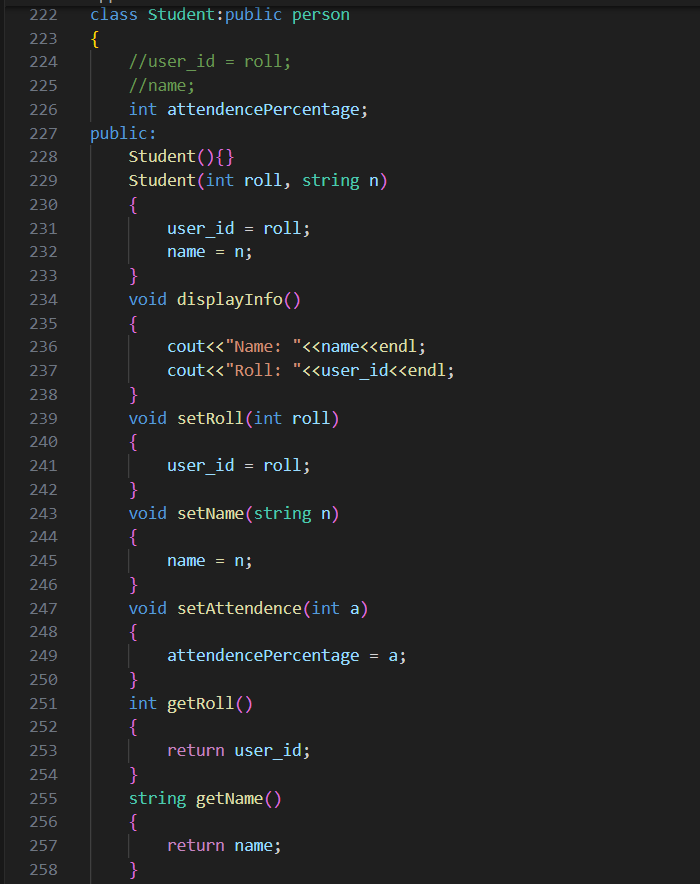 222 class Student:public person
223 {
224     //user_id = roll;
225     //name;
226     int attendencePercentage;
227 public:
228     Student(){}
229     Student(int roll, string n)
230     {
231         user_id = roll;
232         name = n;
233     }
234     void displayInfo()
235     {
236         cout<<"Name: "<<name<<endl;
237         cout<<"Roll: "<<user_id<<endl;
238     }
239     void setRoll(int roll)
240     {
241         user_id = roll;
242     }
243     void setName(string n)
244     {
245         name = n;
246     }
247     void setAttendence(int a)
248     {
249         attendencePercentage = a;
250     }
251     int getRoll()
252     {
253         return user_id;
254     }
255     string getName()
256     {
257         return name;
258     }